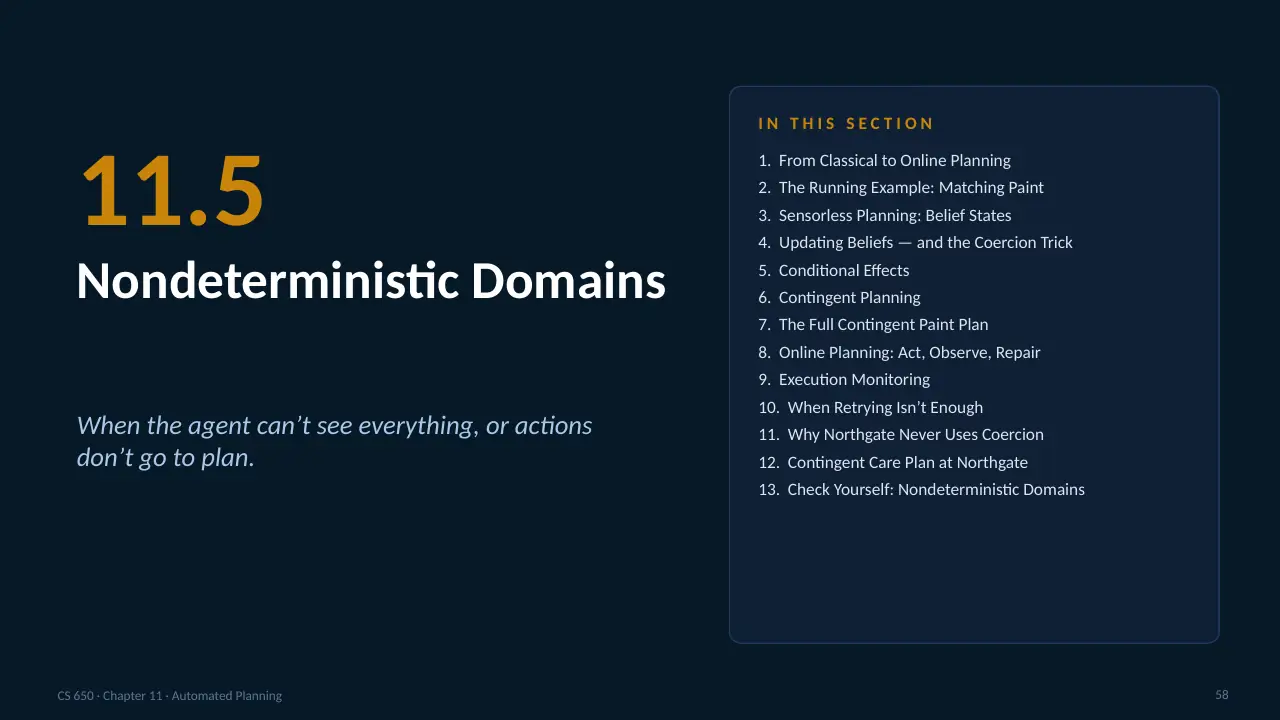 11.5
Nondeterministic Domains
When the agent can’t see everything, or actions
don’t go to plan.
IN THIS SECTION
1. From Classical to Online Planning
2. The Running Example: Matching Paint
3. Sensorless Planning: Belief States
4. Updating Beliefs — and the Coercion Trick
5. Conditional Effects
6. Contingent Planning
7. The Full Contingent Paint Plan
8. Online Planning: Act, Observe, Repair
9. Execution Monitoring
10. When Retrying Isn’t Enough
11. Why Northgate Never Uses Coercion
12. Contingent Care Plan at Northgate
13. Check Yourself: Nondeterministic Domains
CS 650 · Chapter 11 · Automated Planning
58